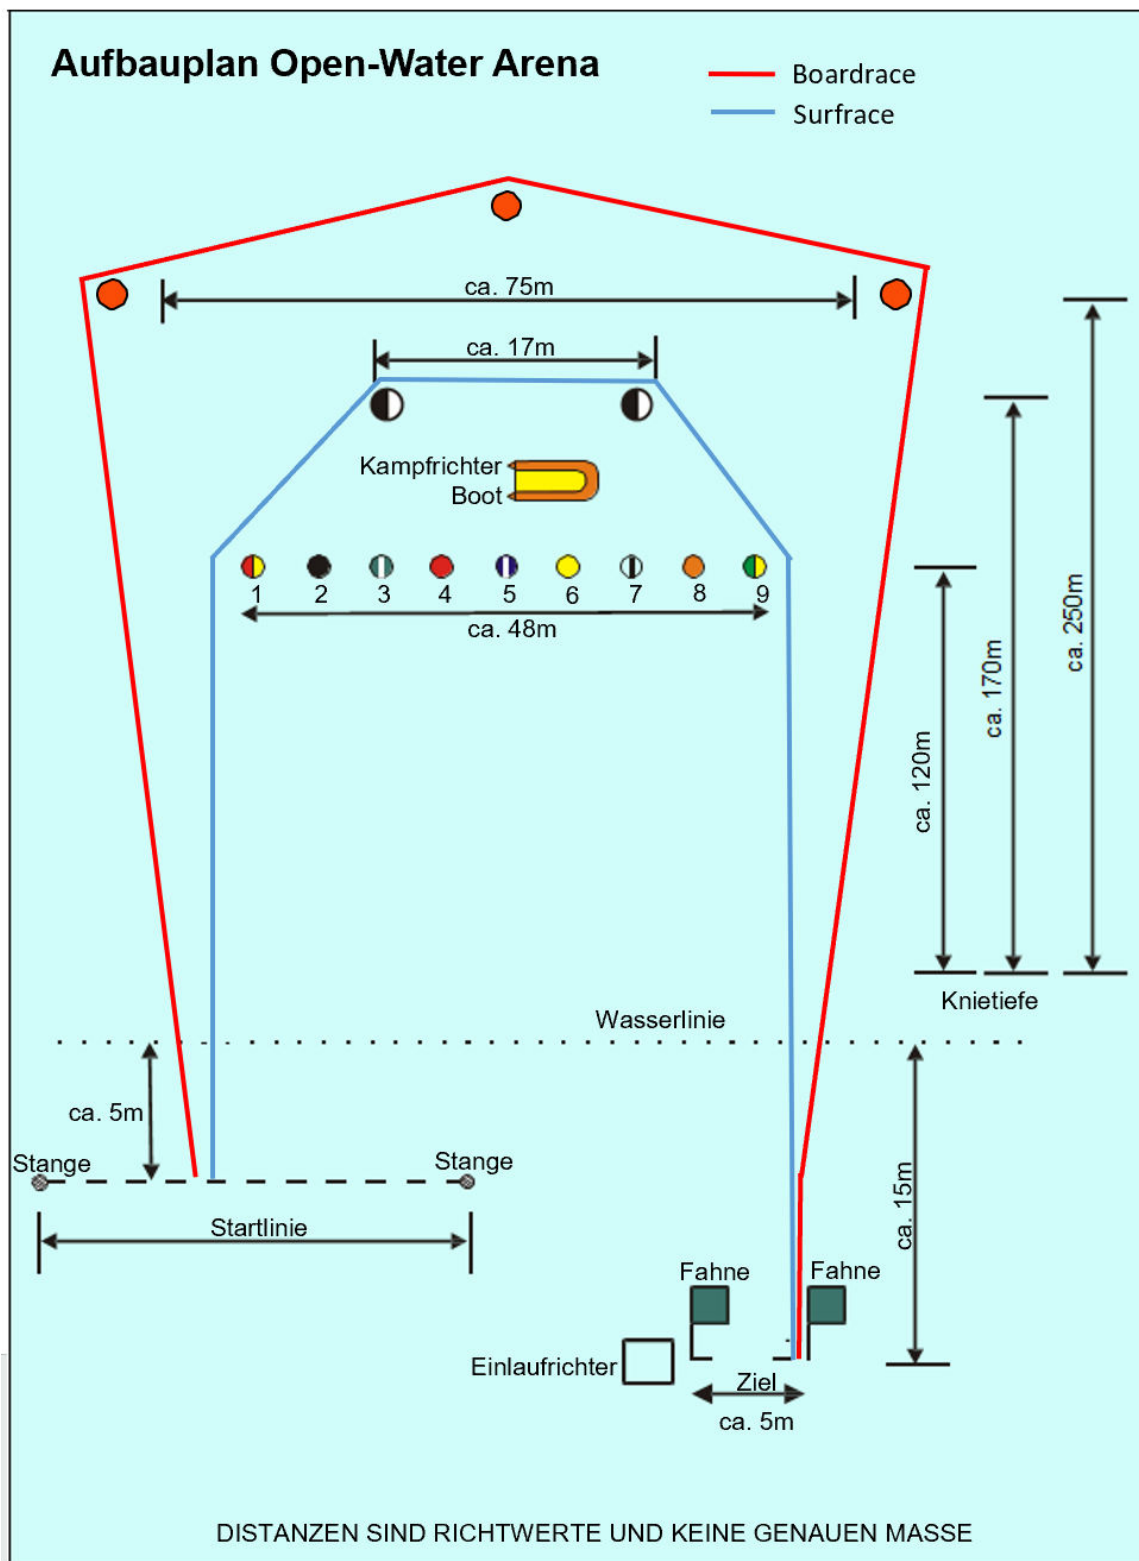 Aufbauplan Open-Water Arena
Boardrace
Surfrace
ca. 75m
ca. 17m
Kampfrichter
Boot
1 2 3 4 5 6 7 8 9
ca. 48m
ca. 120m
ca. 170m
ca. 250m
Knietiefe
Wasserlinie
ca. 5m
Stange
Stange
Startlinie
ca. 15m
Fahne
Fahne
Einlaufrichter
Ziel
ca. 5m
DISTANZEN SIND RICHTWERTE UND KEINE GENAUEN MASSE